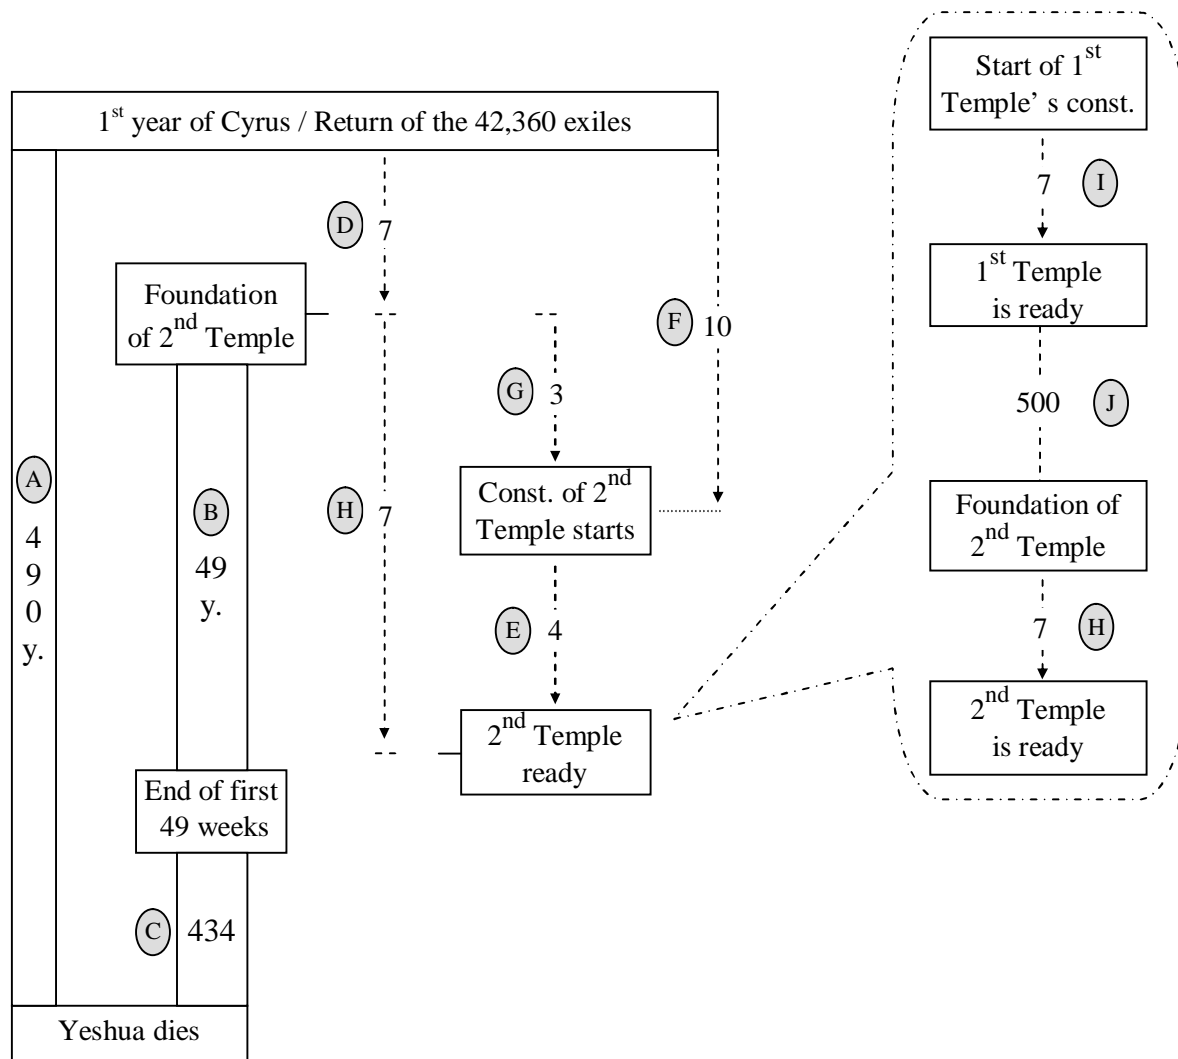 1st year of Cyrus / Return of the 42,360 exiles
D 7
Foundation
of 2nd Temple
F 10
G 3
A
4
9
0
y.
B
49
y.
H 7
Const. of 2nd
Temple starts
E 4
2nd Temple
ready
End of first
49 weeks
C 434
Yeshua dies
Start of 1st
Temple' s const.
7 I
1st Temple
is ready
500 J
Foundation of
2nd Temple
7 H
2nd Temple
is ready